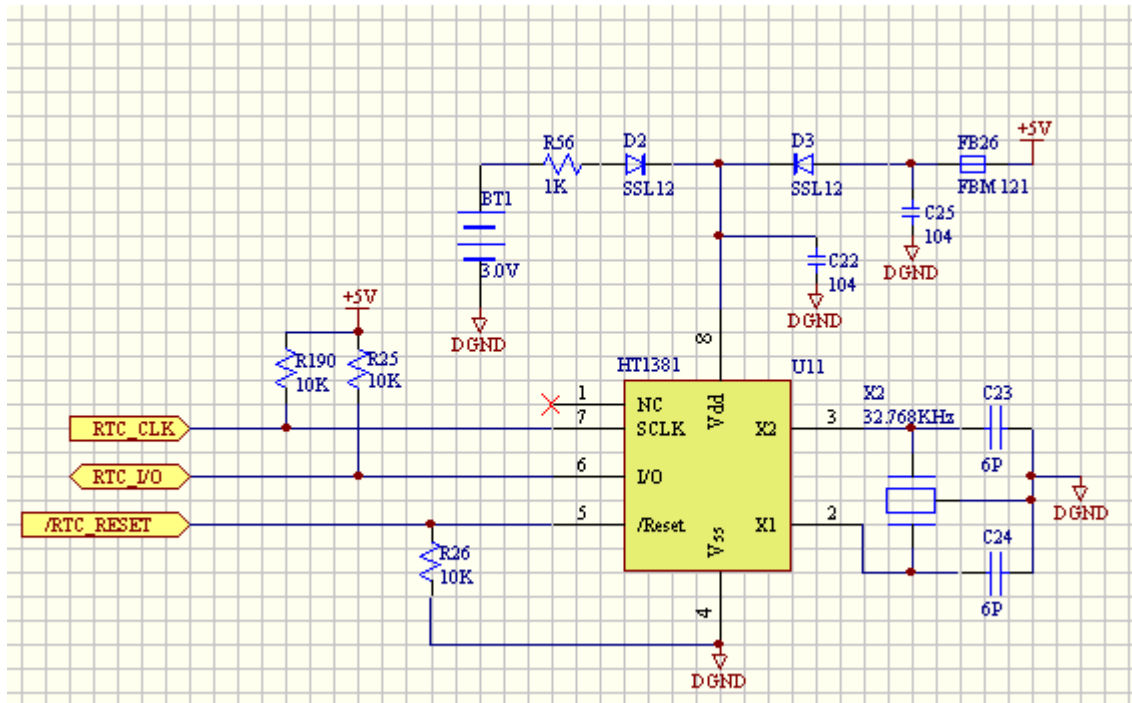 +5V
R56
D2
D3
FB26
1K
SSL12
SSL12
FBM 121
BT1
C25
104
3.0V
C22
104
DGND
+5V
DGND
DGND
8
R190
10K
R25
10K
HT1381
U11
1
NC
Vdd
X2
32.768KHz
C23
RTC_CLK
7
SCLK
X2
3
6P
RTC_I/O
6
I/O
DGND
/RTC_RESET
5
/Reset
Vss
X1
2
C24
R26
10K
6P
4
DGND